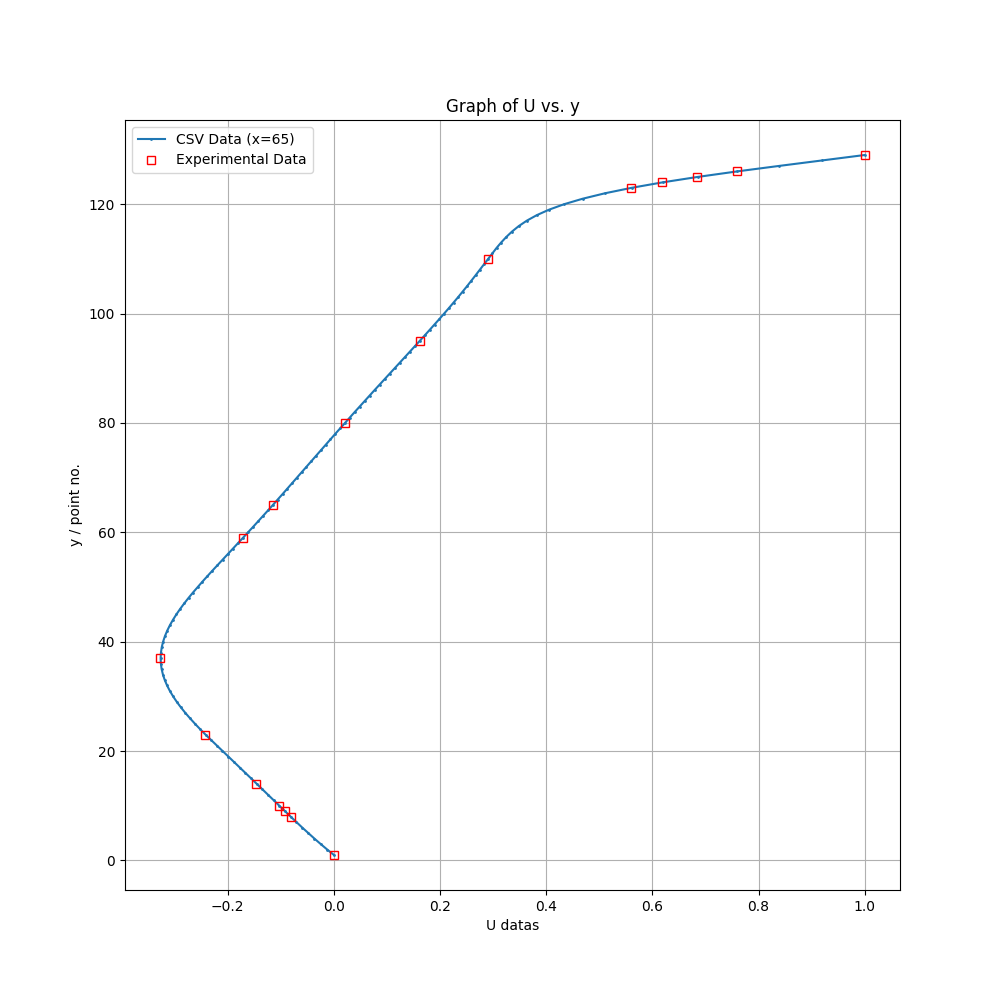 Graph of U vs. y
CSV Data (x=65)
Experimental Data
120
100
80
60
40
20
0
y / point no.
−0.2 0.0 0.2 0.4 0.6 0.8 1.0
U datas